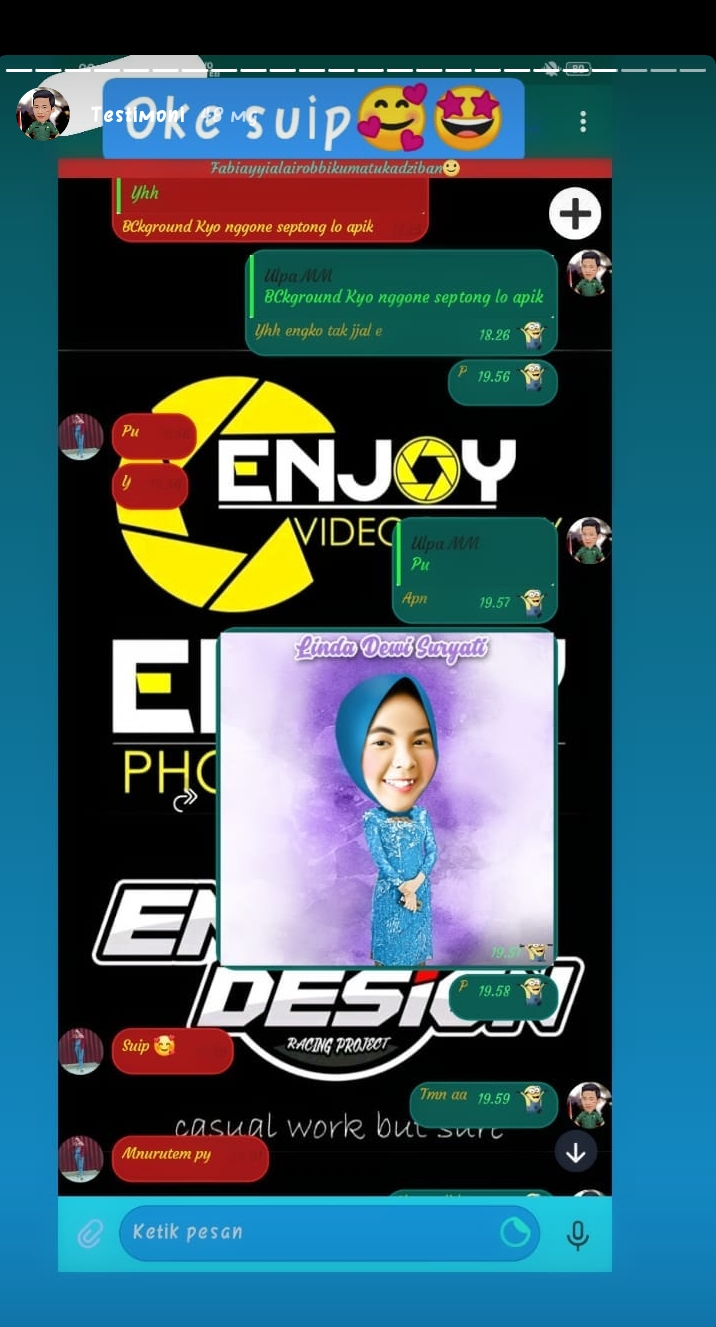 Testimoni 48 mg
Oke suip🥰🤩
Fabiayyialairobbikumatukadziban🙂
Yhh
BCkground Kyo nggone septong lo apik
Ulpa MM
BCkground Kyo nggone septong lo apik
Yhh engko tak jjal e 18.26
P 19.56
Pu
Y
ENJOY
VIDEO
Ulpa MM
Pu
Apn 19.57
Linda Dewi Suryati
PHO
19.57
DESiGN
P 19.58
RACING PROJECT
Suip 🥰
Tmn aa 19.59
casual work but sure
Mnurutem py
Ketik pesan